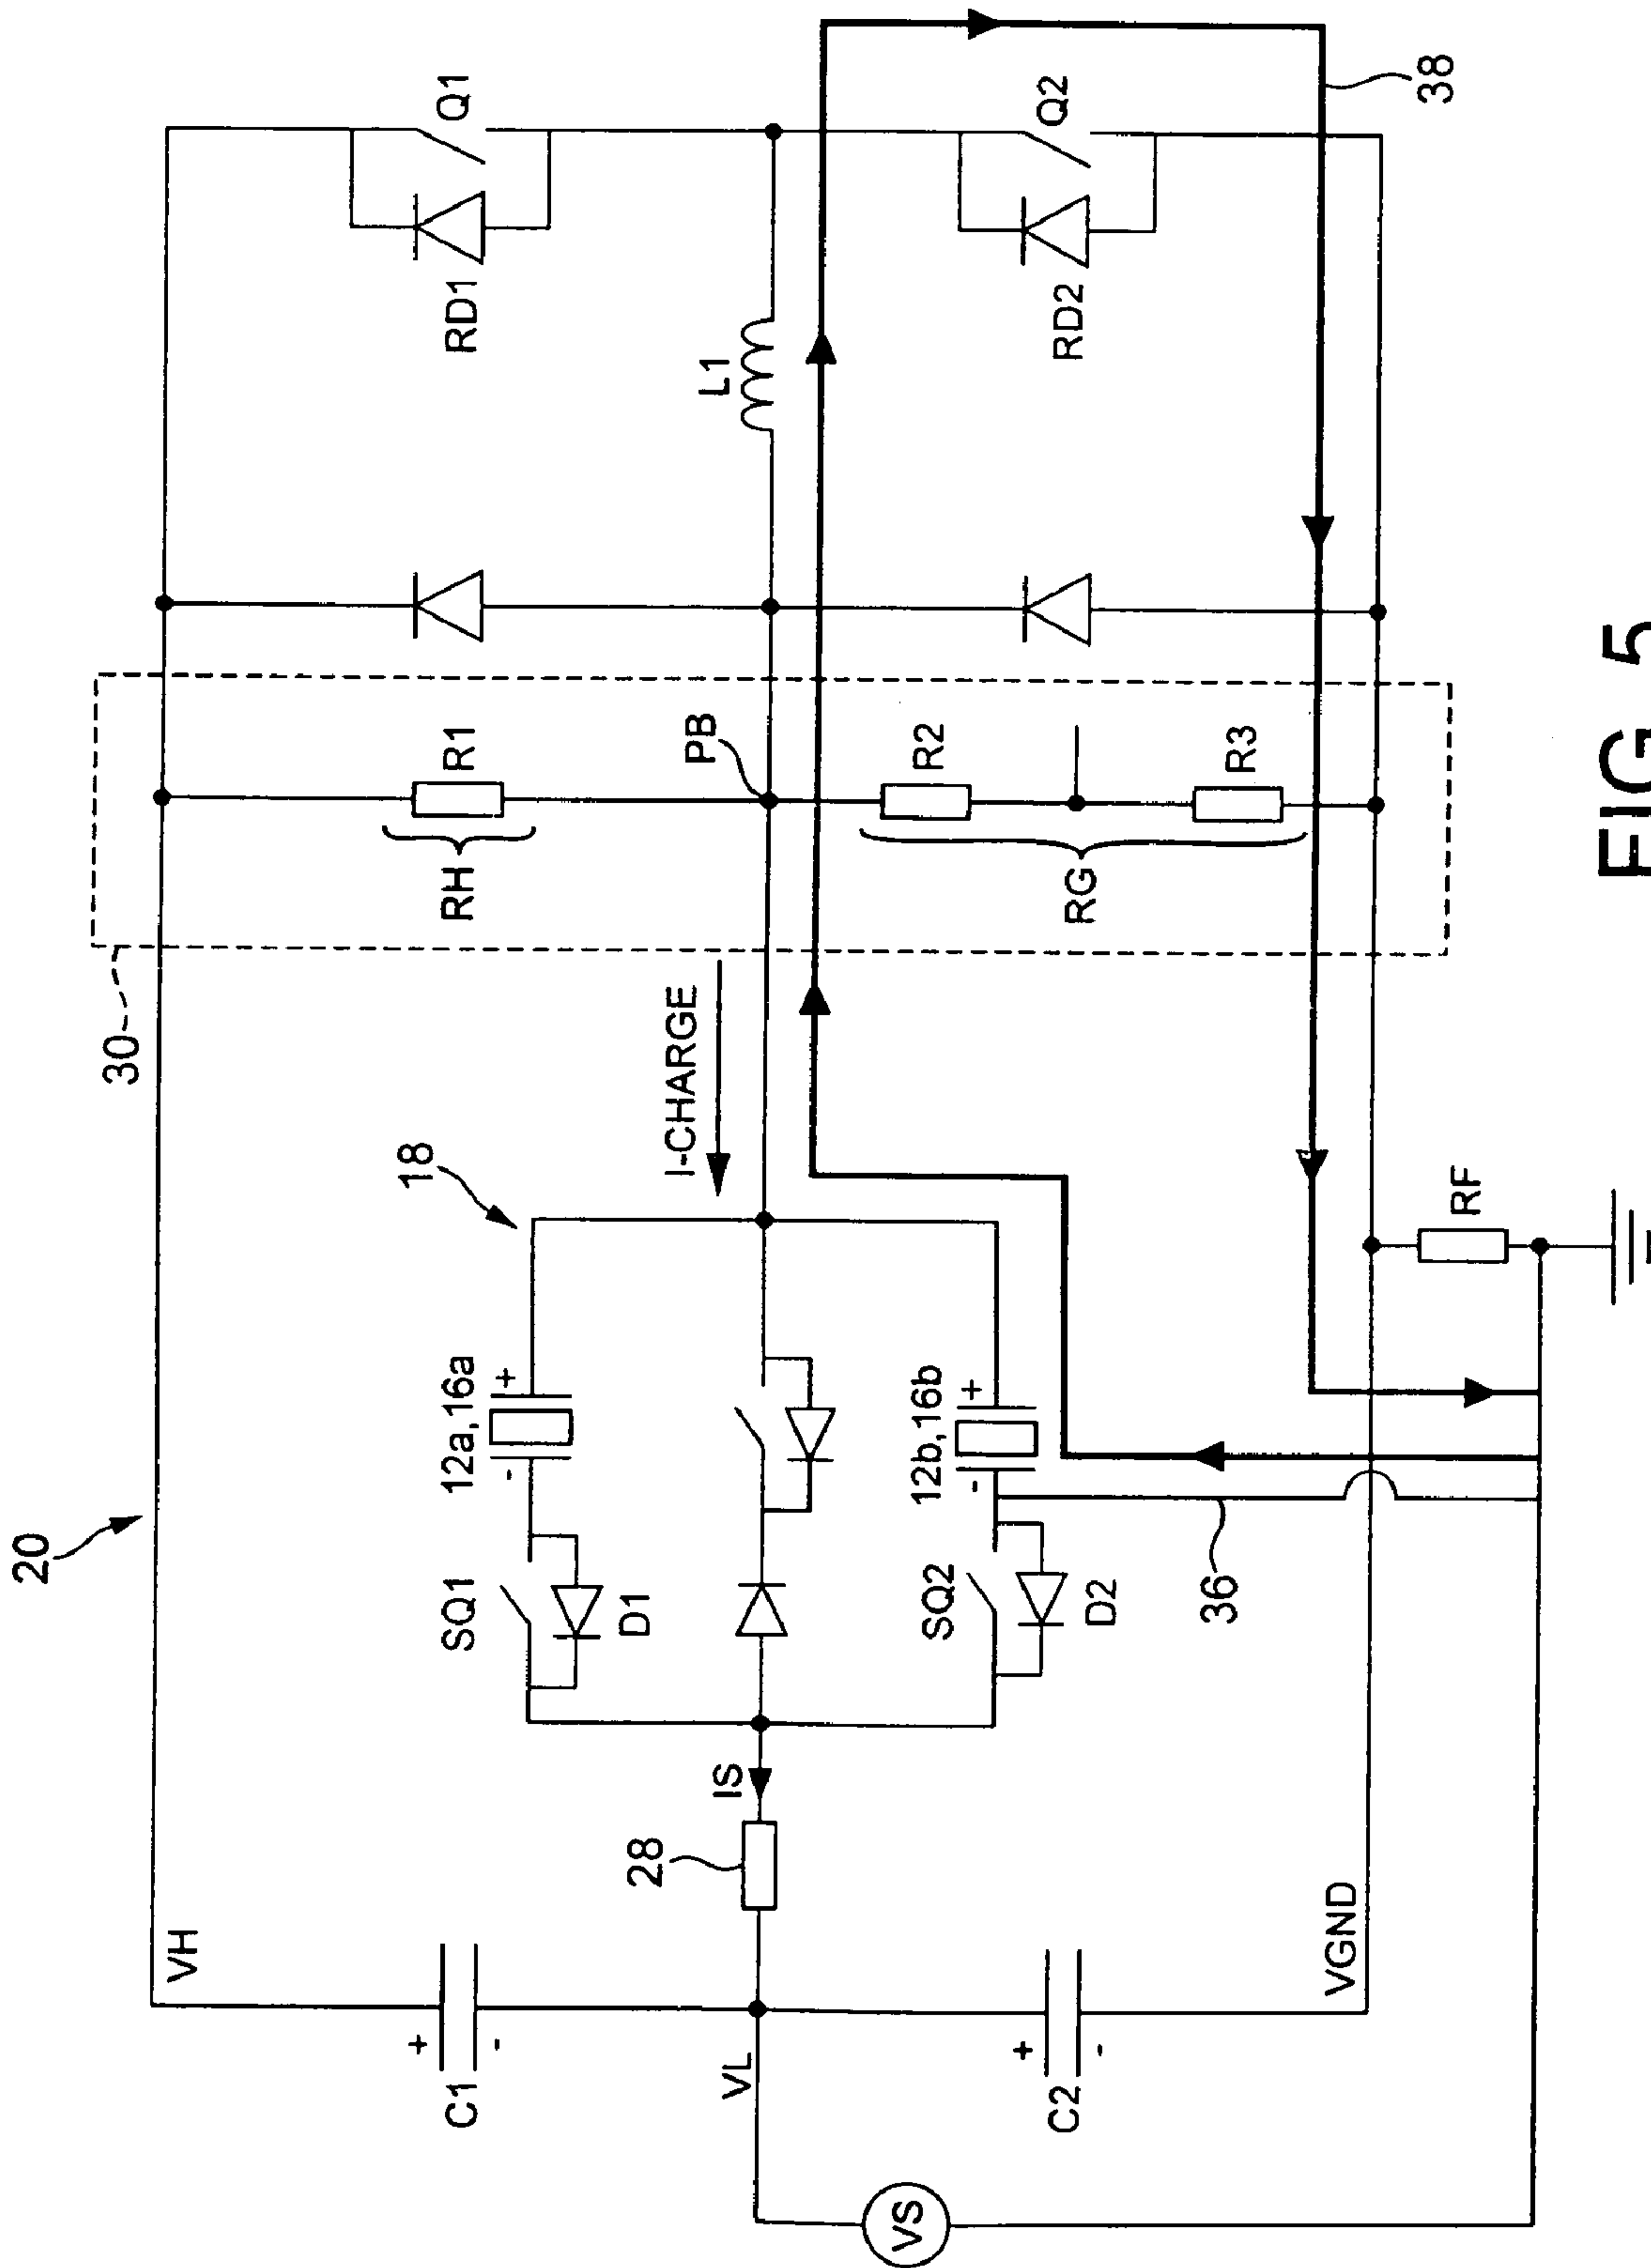 20
VH
30
RH
R1
RD1
Q1
18
I-CHARGE
PB
L1
12a,16a
+
-
SQ1
D1
C1
+
-
VL
28
IS
VS
12b,16b
+
-
SQ2
D2
36
RG
R2
R3
RD2
Q2
C2
+
-
VGND
RF
38
FIG 5